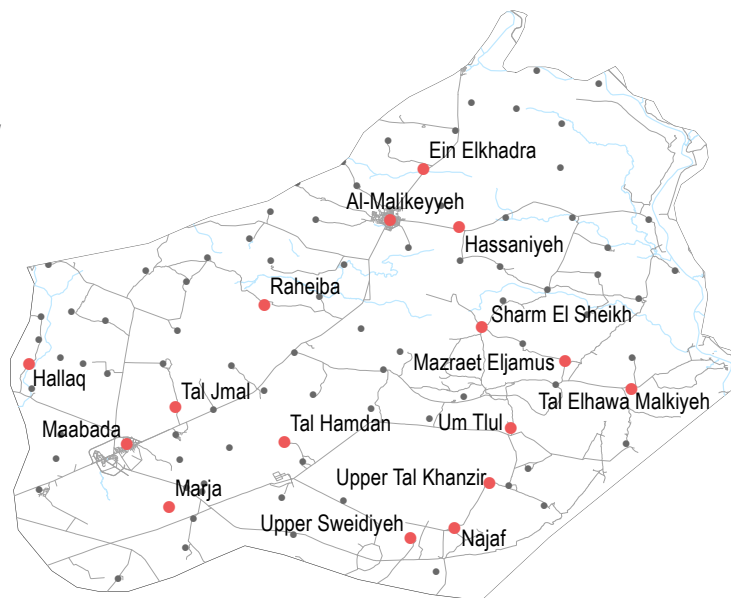 Ein Elkhadra
Al-Malikeyyeh
Hassaniyeh
Raheiba
Sharm El Sheikh
Mazraet Eljamus
Hallaq
Tal Jmal
Tal Elhawa Malkiyeh
Maabada
Tal Hamdan
Um Tlul
Upper Tal Khanzir
Marja
Upper Sweidiyeh
Najaf